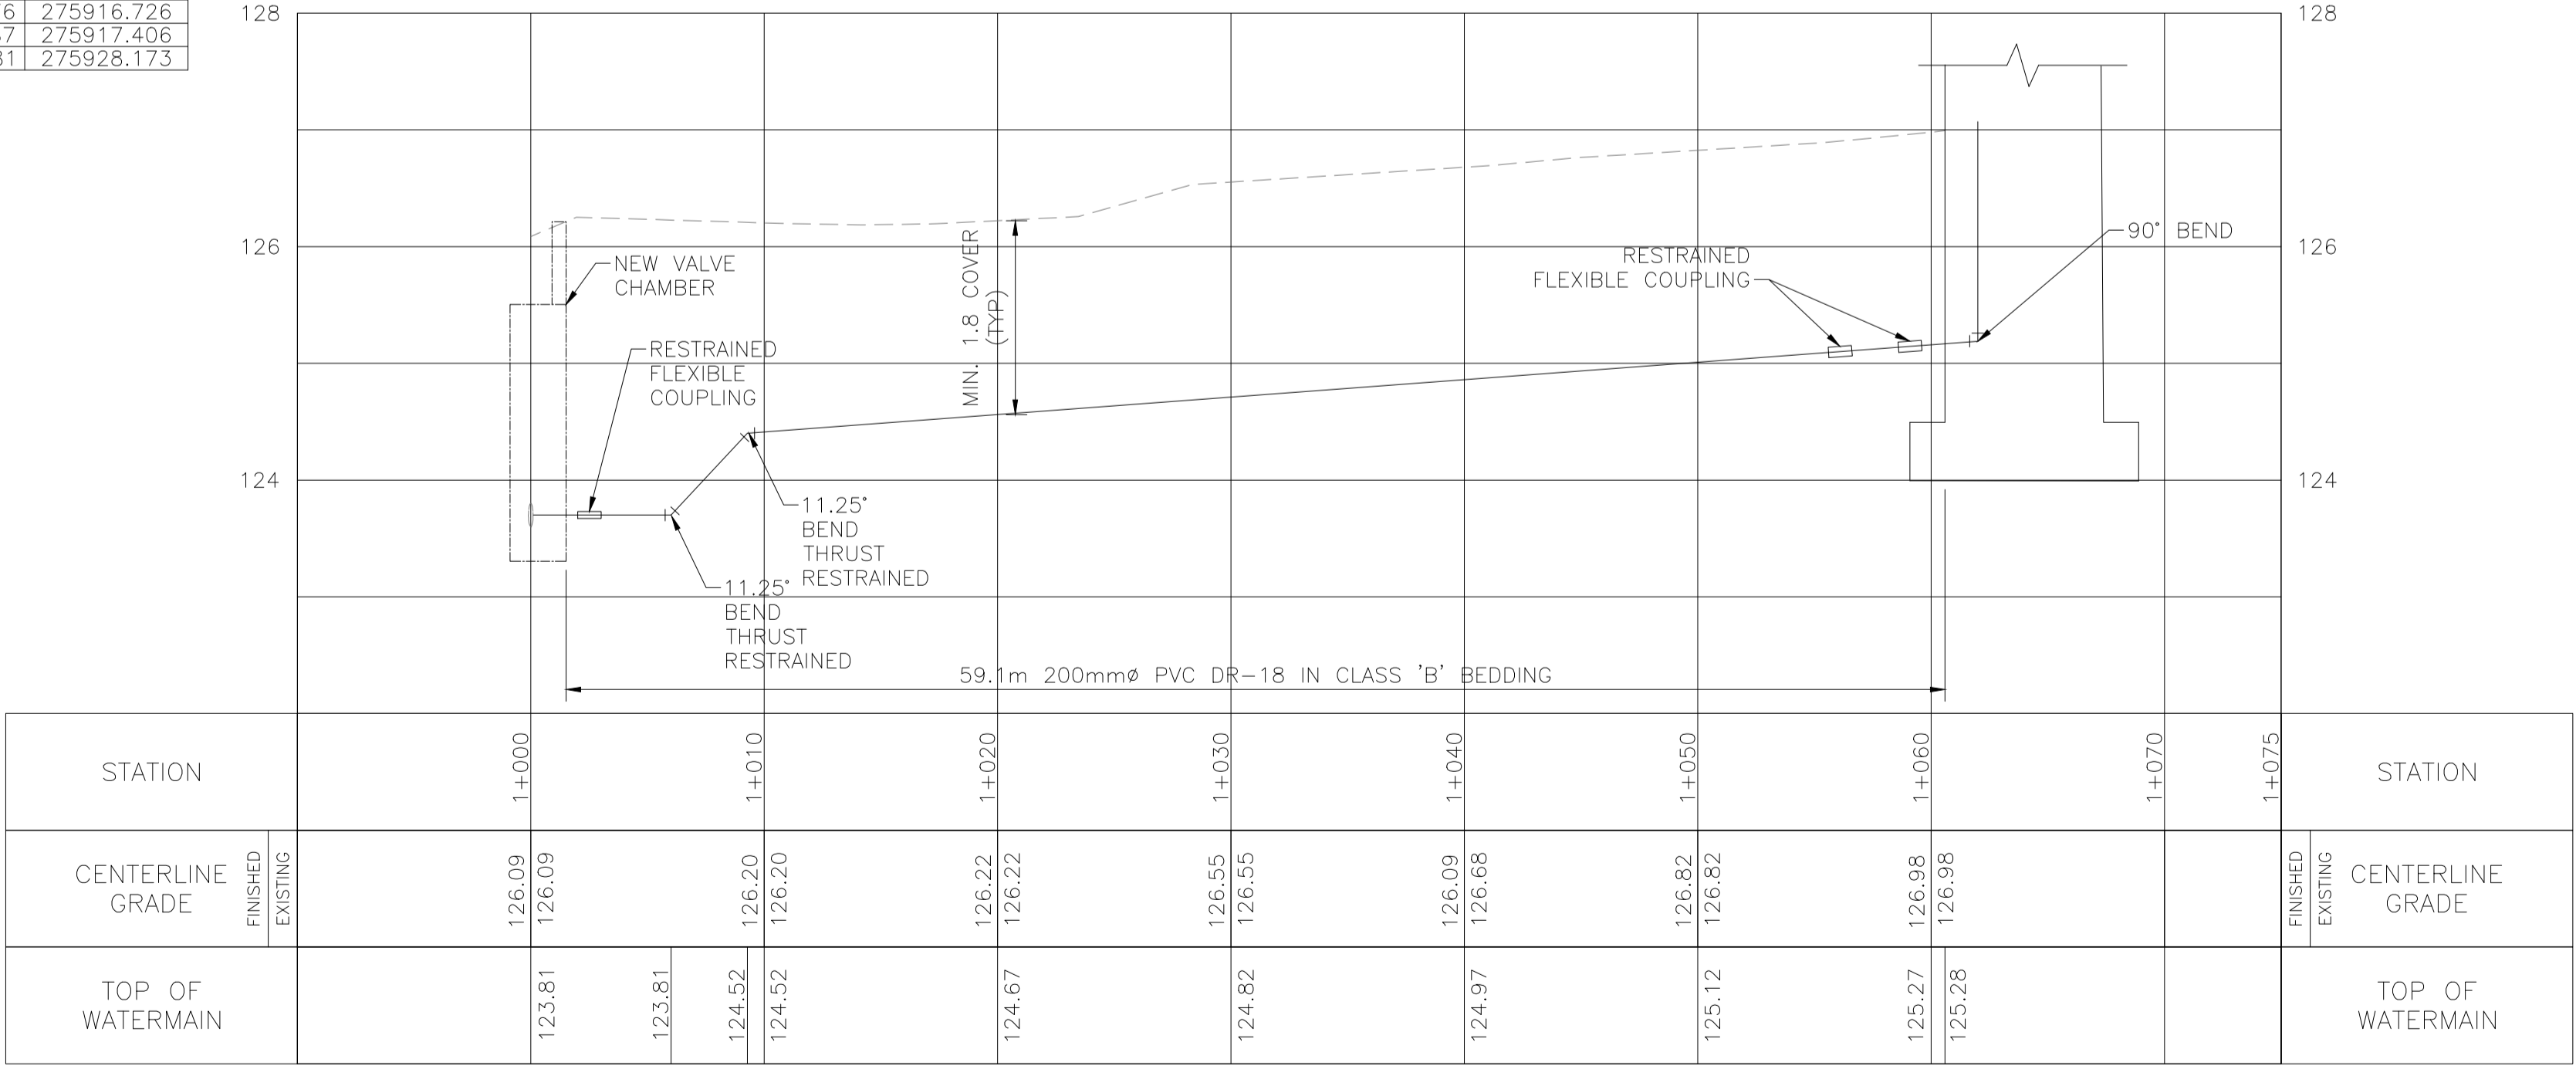 275916.726
275917.406
275928.173
128
128
126
126
124
124
NEW VALVE
CHAMBER
RESTRAINED
FLEXIBLE
COUPLING
MIN. 1.8 COVER
(TYP)
RESTRAINED
FLEXIBLE COUPLING
90° BEND
11.25°
BEND
THRUST
RESTRAINED
11.25°
BEND
THRUST
RESTRAINED
59.1m 200mmø PVC DR-18 IN CLASS 'B' BEDDING
STATION
1+000
1+010
1+020
1+030
1+040
1+050
1+060
1+070
1+075
STATION
CENTERLINE
GRADE
FINISHED
EXISTING
126.09
126.09
126.20
126.20
126.22
126.22
126.55
126.55
126.09
126.68
126.82
126.82
126.98
126.98
FINISHED
EXISTING
CENTERLINE
GRADE
TOP OF
WATERMAIN
123.81
123.81
124.52
124.52
124.67
124.82
124.97
125.12
125.27
125.28
TOP OF
WATERMAIN